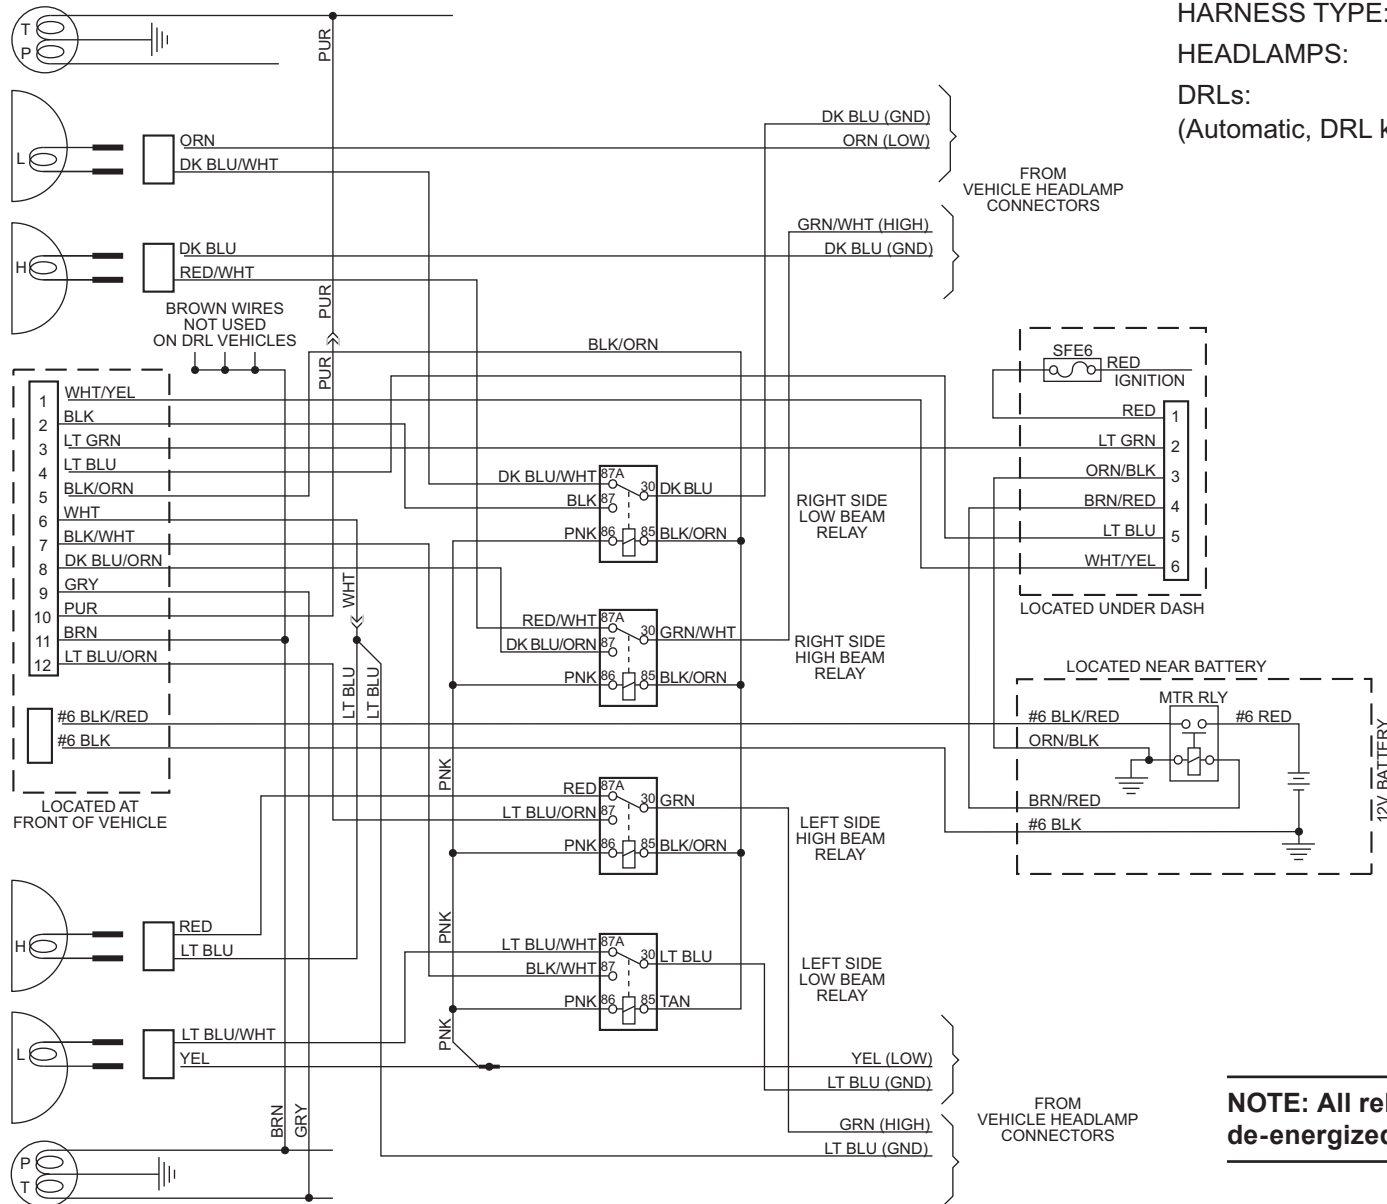 HARNESS TYPE:
HEADLAMPS:
DRLs:
(Automatic, DRL k
T
P
PUR
L
ORN
DK BLU/WHT
DK BLU (GND)
ORN (LOW)
FROM
VEHICLE HEADLAMP
CONNECTORS
H
DK BLU
RED/WHT
GRN/WHT (HIGH)
DK BLU (GND)
BROWN WIRES
NOT USED
ON DRL VEHICLES
PUR
PUR
BLK/ORN
1 WHT/YEL
2 BLK
3 LT GRN
4 LT BLU
5 BLK/ORN
6 WHT
7 BLK/WHT
8 DK BLU/ORN
9 GRY
10 PUR
11 BRN
12 LT BLU/ORN
#6 BLK/RED
#6 BLK
LOCATED AT
FRONT OF VEHICLE
WHT
LT BLU
LT BLU
SFE6
RED
IGNITION
RED 1
LT GRN 2
ORN/BLK 3
BRN/RED 4
LT BLU 5
WHT/YEL 6
LOCATED UNDER DASH
DK BLU/WHT 87A
30 DK BLU
BLK 87
PNK 86 85 BLK/ORN
RIGHT SIDE
LOW BEAM
RELAY
RED/WHT 87A
30 GRN/WHT
DK BLU/ORN 87
PNK 86 85 BLK/ORN
RIGHT SIDE
HIGH BEAM
RELAY
LOCATED NEAR BATTERY
MTR RLY
#6 BLK/RED
#6 RED
ORN/BLK
BRN/RED
#6 BLK
12V BATTERY
PNK
RED 87A
30 GRN
LT BLU/ORN 87
PNK 86 85 BLK/ORN
LEFT SIDE
HIGH BEAM
RELAY
H
RED
LT BLU
PNK
LT BLU/WHT 87A
30 LT BLU
BLK/WHT 87
PNK 86 85 TAN
LEFT SIDE
LOW BEAM
RELAY
L
LT BLU/WHT
YEL
PNK
YEL (LOW)
LT BLU (GND)
GRN (HIGH)
LT BLU (GND)
FROM
VEHICLE HEADLAMP
CONNECTORS
BRN
GRY
P
T
NOTE: All rel
de-energized